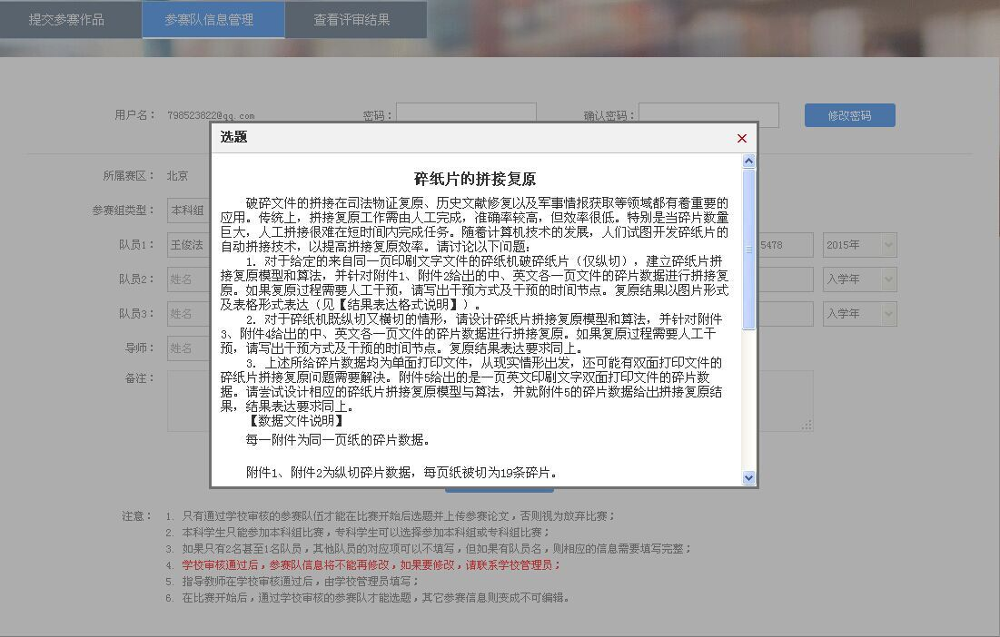 提交参赛作品
参赛队信息管理
查看评审结果
用户名：
798523822@qq.com
密码：
确认密码：
修改密码
选题
所属赛区：
北京
参赛组类型：
本科组
队员1：
王俊法
5478
2015年
队员2：
姓名
入学年
队员3：
姓名
入学年
导师：
姓名
备注：
碎纸片的拼接复原
破碎文件的拼接在司法物证复原、历史文献修复以及军事情报获取等领域都有着重要的
应用。传统上，拼接复原工作需由人工完成，准确率较高，但效率很低。特别是当碎片数量
巨大，人工拼接很难在短时间内完成任务。随着计算机技术的发展，人们试图开发碎纸片的
自动拼接技术，以提高拼接复原效率。请讨论以下问题：
1. 对于给定的来自同一页印刷文字文件的碎纸机破碎纸片（仅纵切），建立碎纸片拼
接复原模型和算法，并针对附件1、附件2给出的中、英文各一页文件的碎片数据进行拼接复
原。如果复原过程需要人工干预，请写出干预方式及干预的时间节点。复原结果以图片形式
及表格形式表达（见【结果表达格式说明】）。
2. 对于碎纸机既纵切又横切的情形，请设计碎纸片拼接复原模型和算法，并针对附件
3、附件4给出的中、英文各一页文件的碎片数据进行拼接复原。如果复原过程需要人工干
预，请写出干预方式及干预的时间节点。复原结果表达要求同上。
3. 上述所给碎片数据均为单面打印文件，从现实情形出发，还可能有双面打印文件的
碎纸片拼接复原问题需要解决。附件5给出的是一页英文印刷文字双面打印文件的碎片数
据。请尝试设计相应的碎纸片拼接复原模型与算法，并就附件5的碎片数据给出拼接复原结
果，结果表达要求同上。
【数据文件说明】
每一附件为同一页纸的碎片数据。
附件1、附件2为纵切碎片数据，每页纸被切为19条碎片。
注意：
1. 只有通过学校审核的参赛队伍才能在比赛开始后选题并上传参赛论文，否则视为放弃比赛；
2. 本科学生只能参加本科组比赛，专科学生可以选择参加本科组或专科组比赛；
3. 如果只有2名甚至1名队员，其他队员的对应项可以不填写，但如果有队员名，则相应的信息需要填写完整；
4. 学校审核通过后，参赛队信息将不能再修改，如果要修改，请联系学校管理员；
5. 指导教师在学校审核通过后，由学校管理员填写；
6. 在比赛开始后，通过学校审核的参赛队才能选题，其它参赛信息则变成不可编辑。